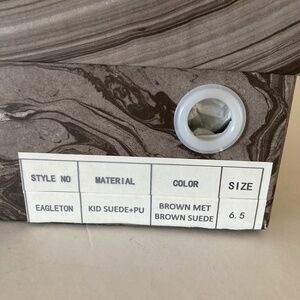 STYLE NO MATERIAL COLOR SIZE
EAGLETON KID SUEDE+PU BROWN MET BROWN SUEDE 6.5